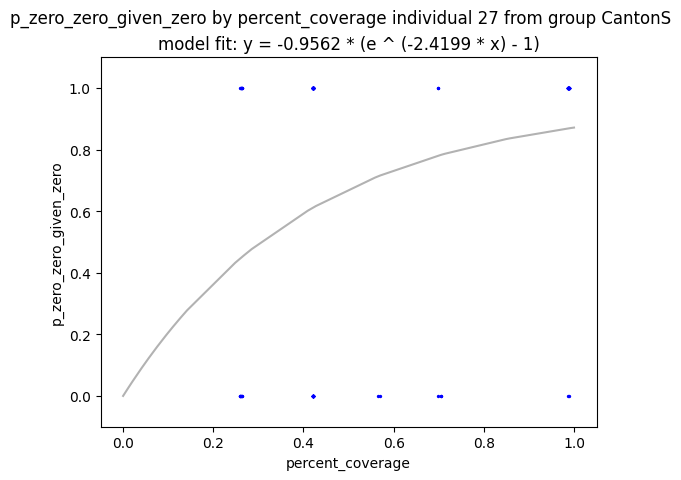 p_zero_zero_given_zero by percent_coverage individual 27 from group CantonS
model fit: y = -0.9562 * (e ^ (-2.4199 * x) - 1)
1.0
0.8
0.6
0.4
0.2
0.0
p_zero_zero_given_zero
0.0 0.2 0.4 0.6 0.8 1.0
percent_coverage